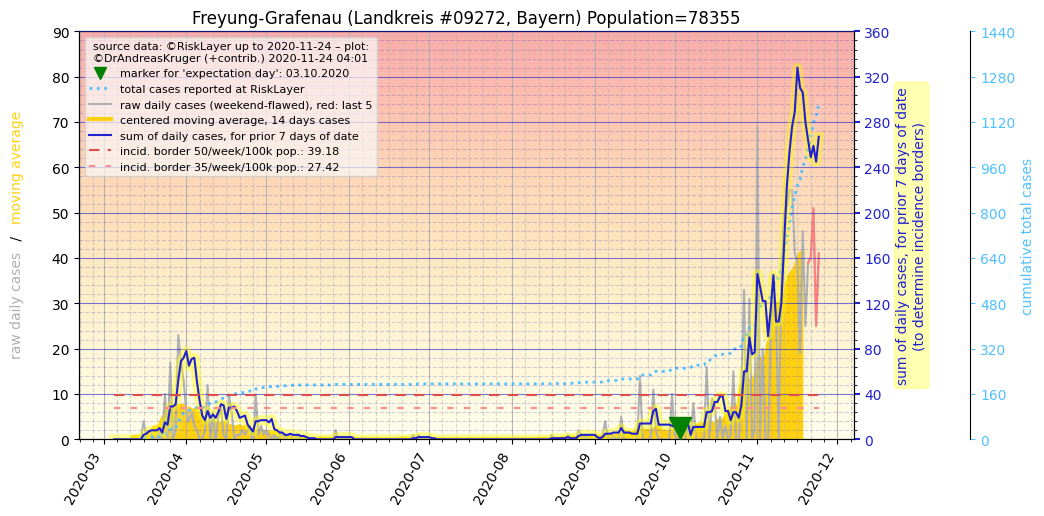 Freyung-Grafenau (Landkreis #09272, Bayern) Population=78355
source data: ©RiskLayer up to 2020-11-24 – plot:
©DrAndreasKruger (+contrib.) 2020-11-24 04:01
marker for 'expectation day': 03.10.2020
total cases reported at RiskLayer
raw daily cases (weekend-flawed), red: last 5
centered moving average, 14 days cases
sum of daily cases, for prior 7 days of date
incid. border 50/week/100k pop.: 39.18
incid. border 35/week/100k pop.: 27.42
raw daily cases / moving average
90
80
70
60
50
40
30
20
10
0
360
320
280
240
200
160
120
80
40
0
sum of daily cases, for prior 7 days of date
(to determine incidence borders)
1440
1280
1120
960
800
640
480
320
160
0
cumulative total cases
2020-03
2020-04
2020-05
2020-06
2020-07
2020-08
2020-09
2020-10
2020-11
2020-12